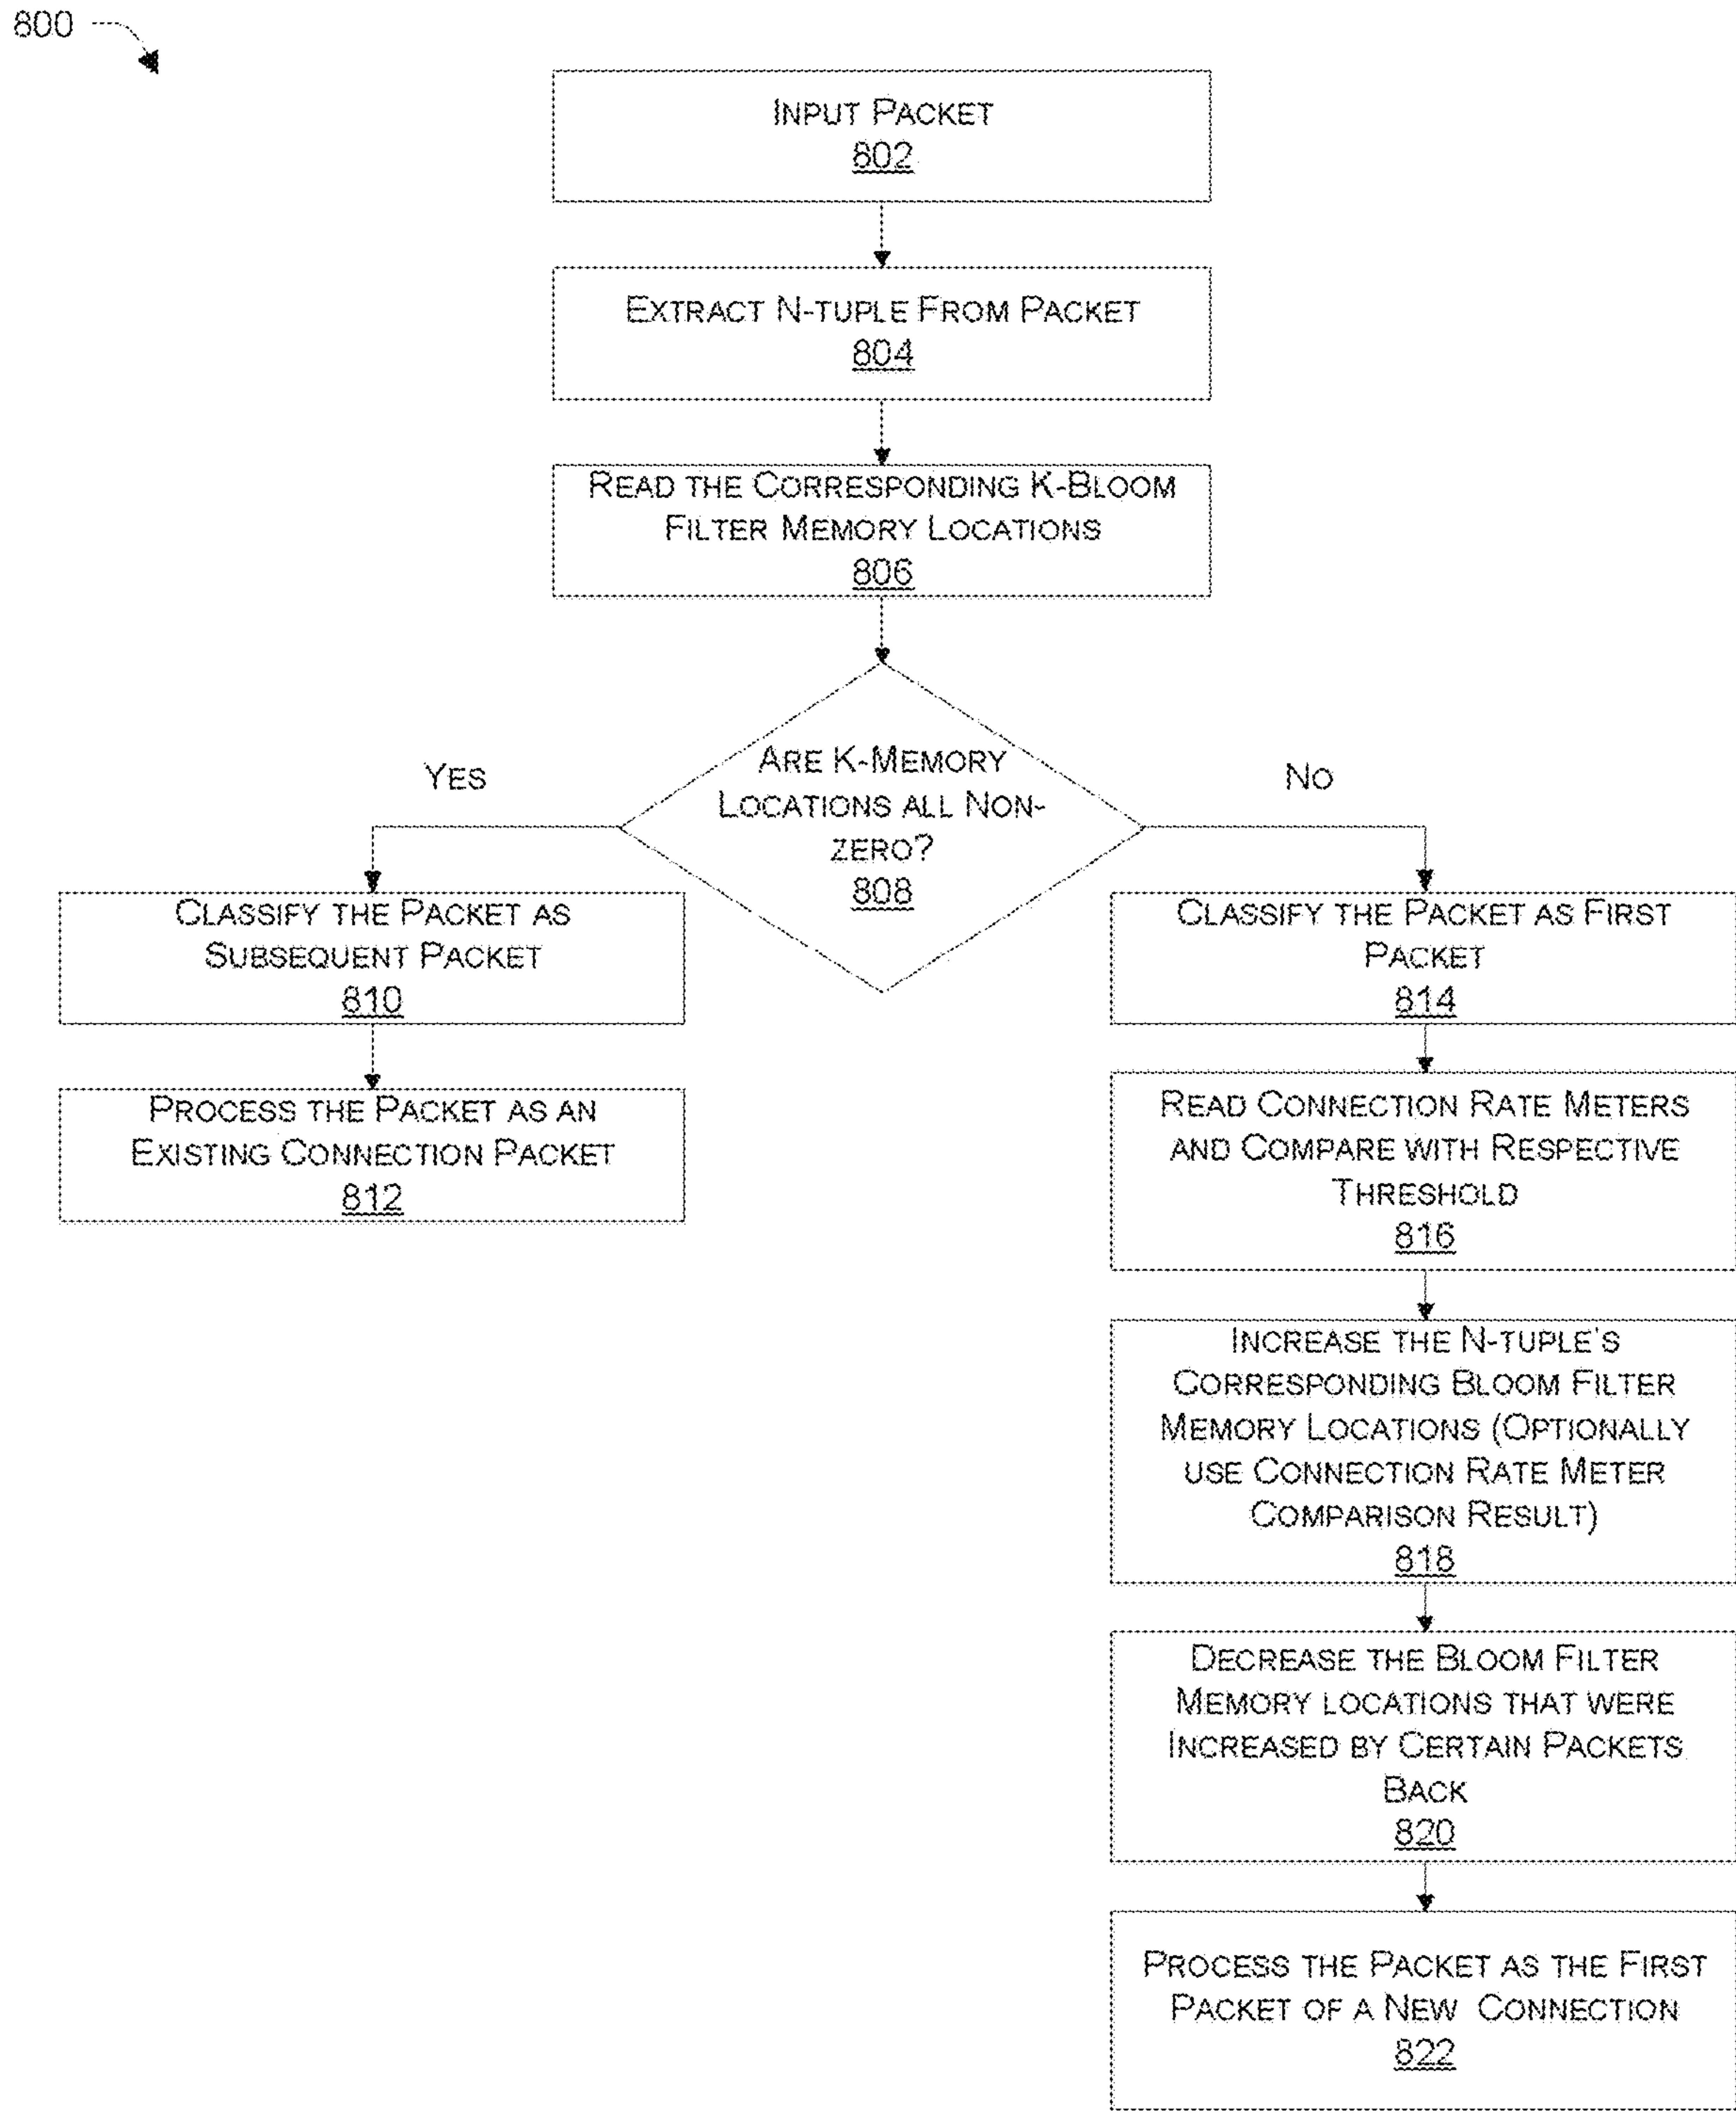 800
INPUT PACKET
802
EXTRACT N-TUPLE FROM PACKET
804
READ THE CORRESPONDING K-BLOOM
FILTER MEMORY LOCATIONS
806
ARE K-MEMORY
LOCATIONS ALL NON-
ZERO?
808
YES
NO
CLASSIFY THE PACKET AS
SUBSEQUENT PACKET
810
PROCESS THE PACKET AS AN
EXISTING CONNECTION PACKET
812
CLASSIFY THE PACKET AS FIRST
PACKET
814
READ CONNECTION RATE METERS
AND COMPARE WITH RESPECTIVE
THRESHOLD
816
INCREASE THE N-TUPLE'S
CORRESPONDING BLOOM FILTER
MEMORY LOCATIONS (OPTIONALLY
USE CONNECTION RATE METER
COMPARISON RESULT)
818
DECREASE THE BLOOM FILTER
MEMORY LOCATIONS THAT WERE
INCREASED BY CERTAIN PACKETS
BACK
820
PROCESS THE PACKET AS THE FIRST
PACKET OF A NEW CONNECTION
822